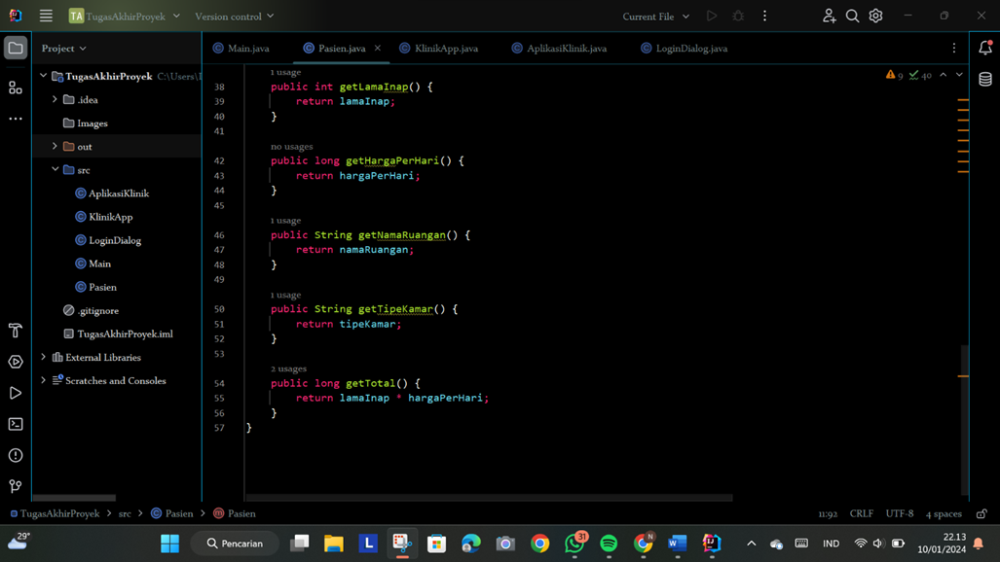 TA TugasAkhirProyek Version control Current File
Project
Main.java Pasien.java KlinikApp.java AplikasiKlinik.java LoginDialog.java
TugasAkhirProyek
.idea
Images
out
src
AplikasiKlinik
KlinikApp
LoginDialog
Main
Pasien
.gitignore
TugasAkhirProyek.iml
External Libraries
Scratches and Consoles
9 40
1 usage
38 public int getLamaInap() {
39 return lamaInap;
40 }
41
no usages
42 public long getHargaPerHari() {
43 return hargaPerHari;
44 }
45
1 usage
46 public String getNamaRuangan() {
47 return namaRuangan;
48 }
49
1 usage
50 public String getTipeKamar() {
51 return tipeKamar;
52 }
53
2 usages
54 public long getTotal() {
55 return lamaInap * hargaPerHari;
56 }
57 }
TugasAkhirProyek src Pasien Pasien 11:92 CRLF UTF-8 4 spaces
29° Pencarian L 31 N IND 22.13
10/01/2024